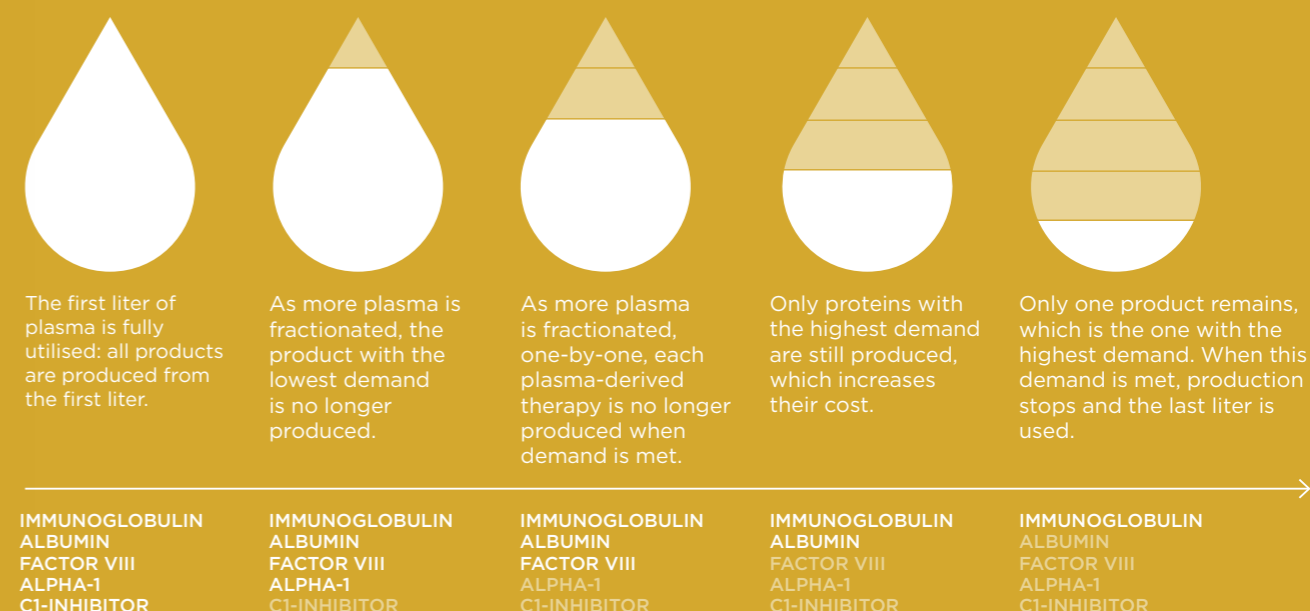 The first liter of
plasma is fully
utilised: all products
are produced from
the first liter.
As more plasma is
fractionated, the
product with the
lowest demand
is no longer
produced.
As more plasma
is fractionated,
one-by-one, each
plasma-derived
therapy is no longer
produced when
demand is met.
Only proteins with
the highest demand
are still produced,
which increases
their cost.
Only one product remains,
which is the one with the
highest demand. When this
demand is met, production
stops and the last liter is
used.
IMMUNOGLOBULIN
ALBUMIN
FACTOR VIII
ALPHA-1
C1-INHIBITOR
IMMUNOGLOBULIN
ALBUMIN
FACTOR VIII
ALPHA-1
C1-INHIBITOR
IMMUNOGLOBULIN
ALBUMIN
FACTOR VIII
ALPHA-1
C1-INHIBITOR
IMMUNOGLOBULIN
ALBUMIN
FACTOR VIII
ALPHA-1
C1-INHIBITOR
IMMUNOGLOBULIN
ALBUMIN
FACTOR VIII
ALPHA-1
C1-INHIBITOR